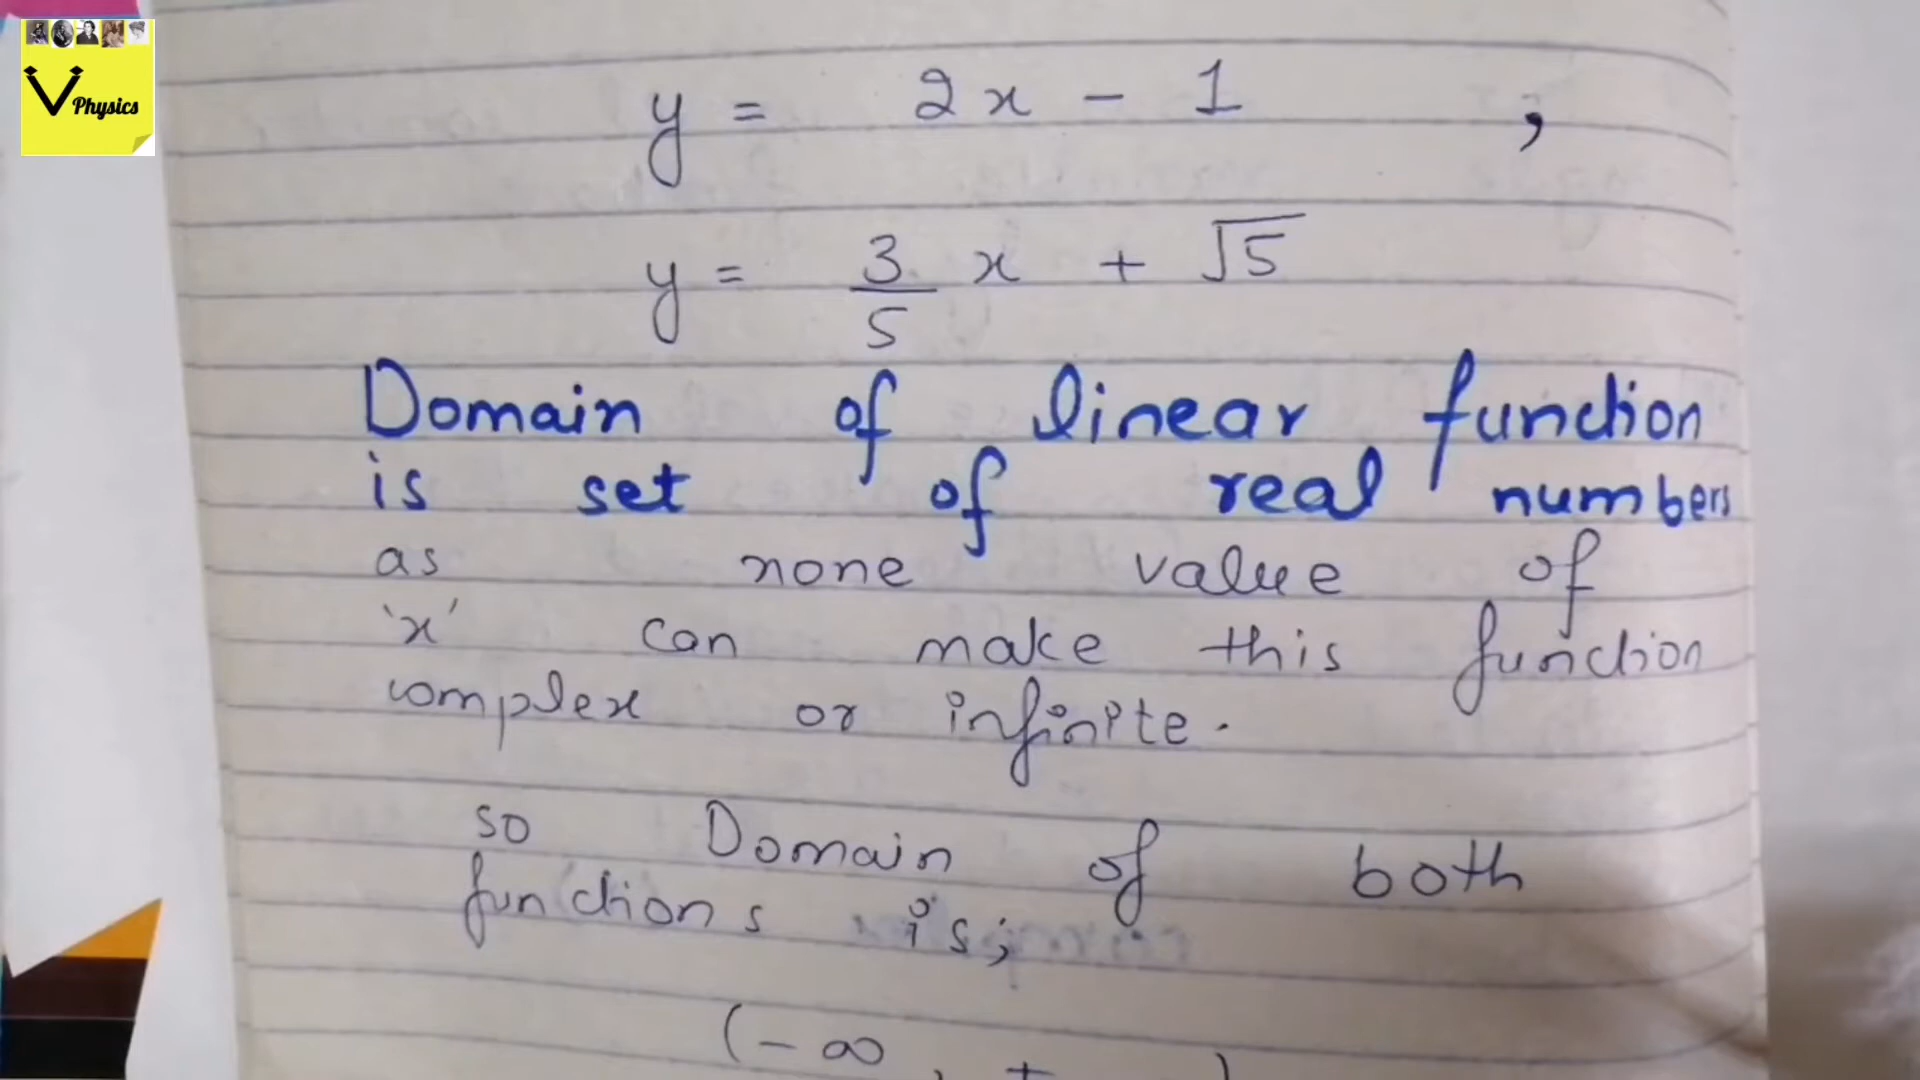 V Physics
y = 2x - 1 ;
y = 3/5 x + √5
Domain of linear function
is set of real numbers
as none value of
'x' can make this function
complex or infinite.
so Domain of both
functions is;
(-∞, +